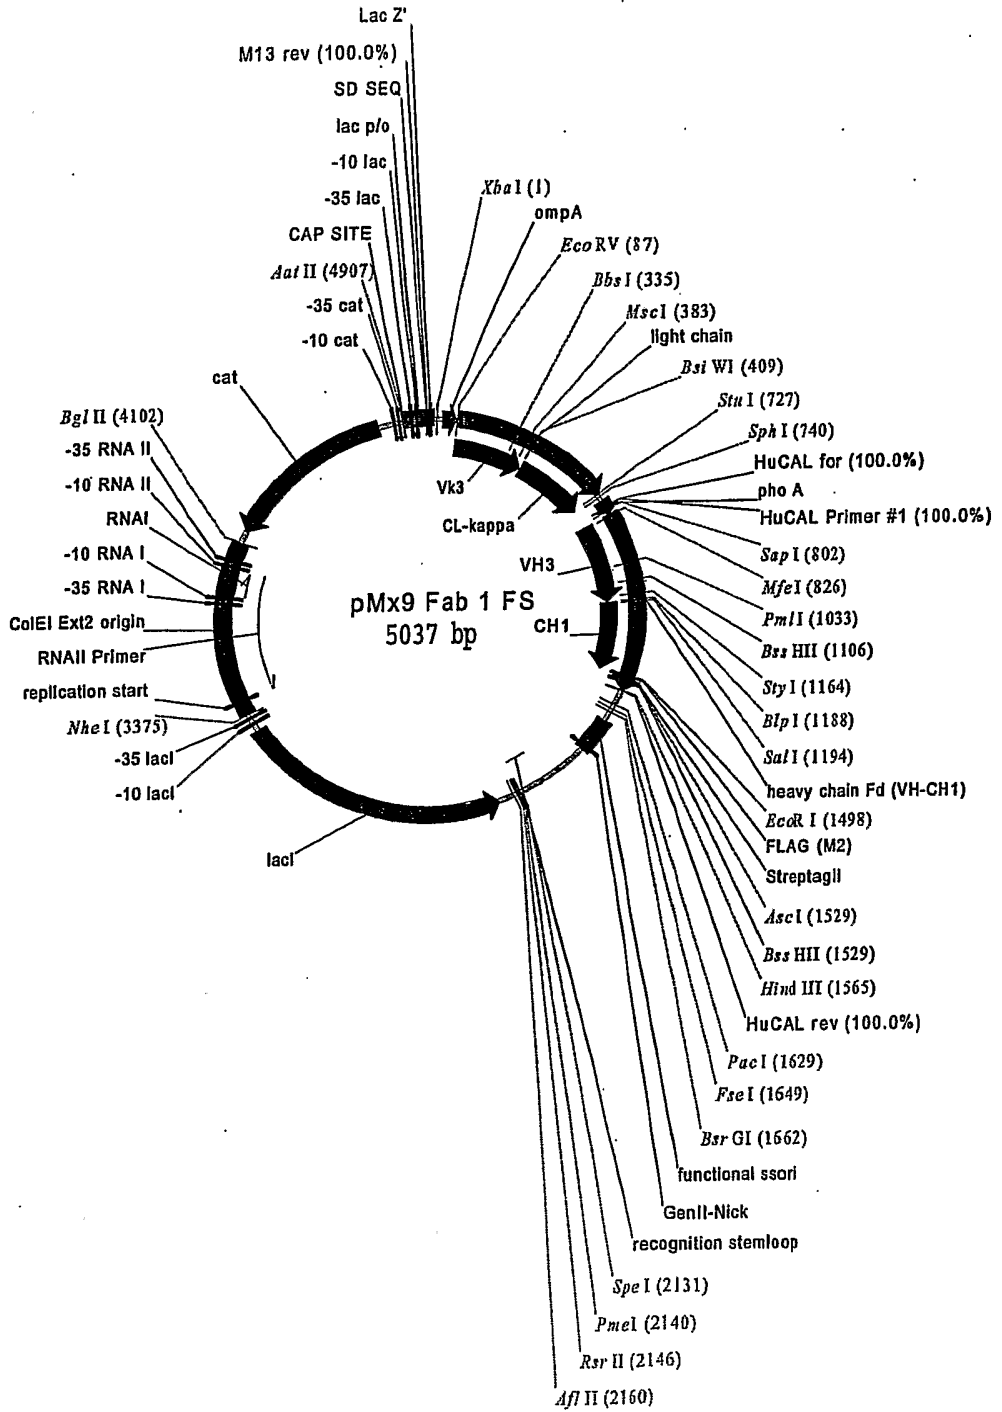 Lac Z'
M13 rev (100.0%)
SD SEQ
lac p/o
-10 lac
-35 lac
CAP SITE
Aat II (4907)
-35 cat
-10 cat
cat
Bgl II (4102)
-35 RNA II
-10 RNA II
RNAI
-10 RNA I
-35 RNA I
ColEI Ext2 origin
RNAII Primer
replication start
Nhe I (3375)
-35 lacI
-10 lacI
lacI
Xba I (1)
ompA
Eco RV (87)
Bbs I (335)
Msc I (383)
light chain
Bsi WI (409)
Stu I (727)
Sph I (740)
HuCAL for (100.0%)
pho A
HuCAL Primer #1 (100.0%)
Sap I (802)
Mfe I (826)
Pml I (1033)
Bss HII (1106)
Sty I (1164)
Blp I (1188)
Sal I (1194)
heavy chain Fd (VH-CH1)
EcoR I (1498)
FLAG (M2)
StreptagII
Asc I (1529)
Bss HII (1529)
Hind III (1565)
HuCAL rev (100.0%)
Pac I (1629)
Fse I (1649)
Bsr GI (1662)
functional ssori
GenII-Nick
recognition stemloop
Spe I (2131)
Pme I (2140)
Rsr II (2146)
Afl II (2160)
Vk3
CL-kappa
VH3
CH1
pMx9 Fab 1 FS
5037 bp